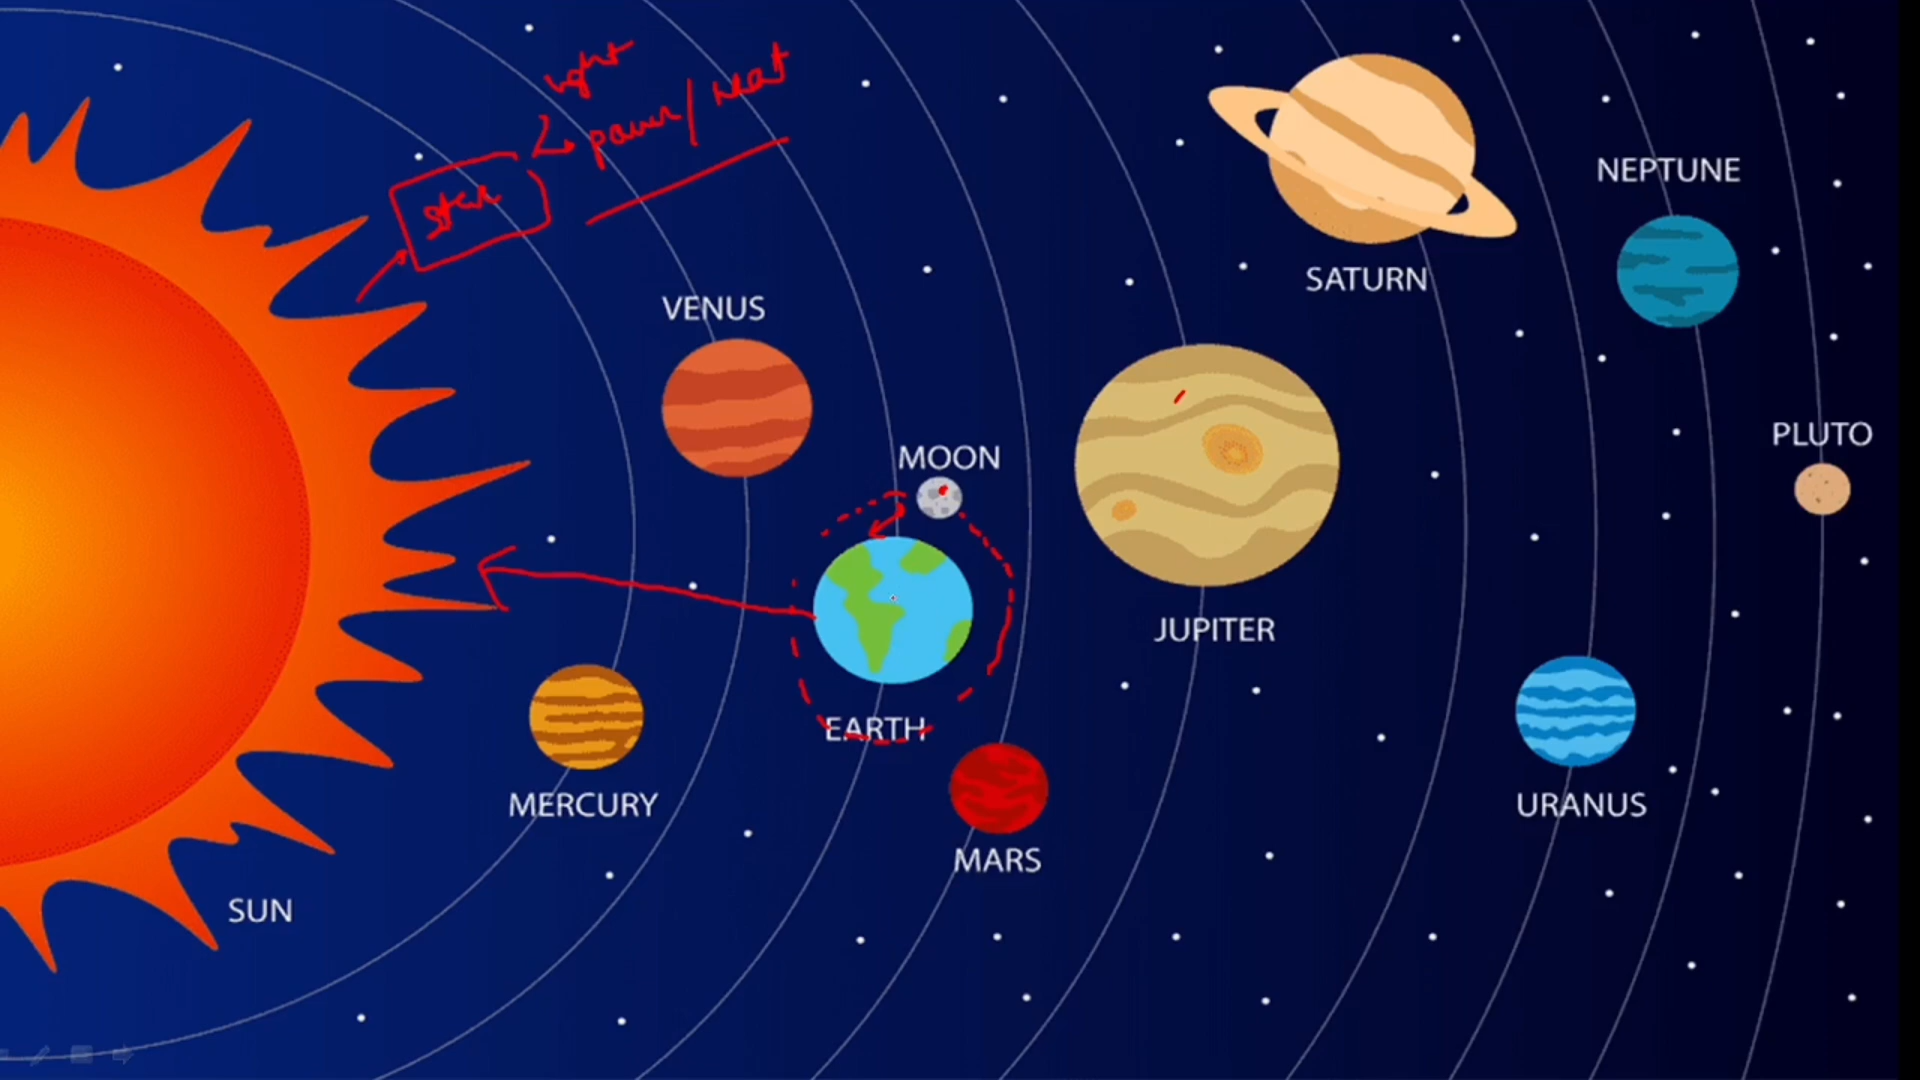 light
power / heat
star
NEPTUNE
SATURN
VENUS
PLUTO
MOON
JUPITER
EARTH
MERCURY
URANUS
MARS
SUN